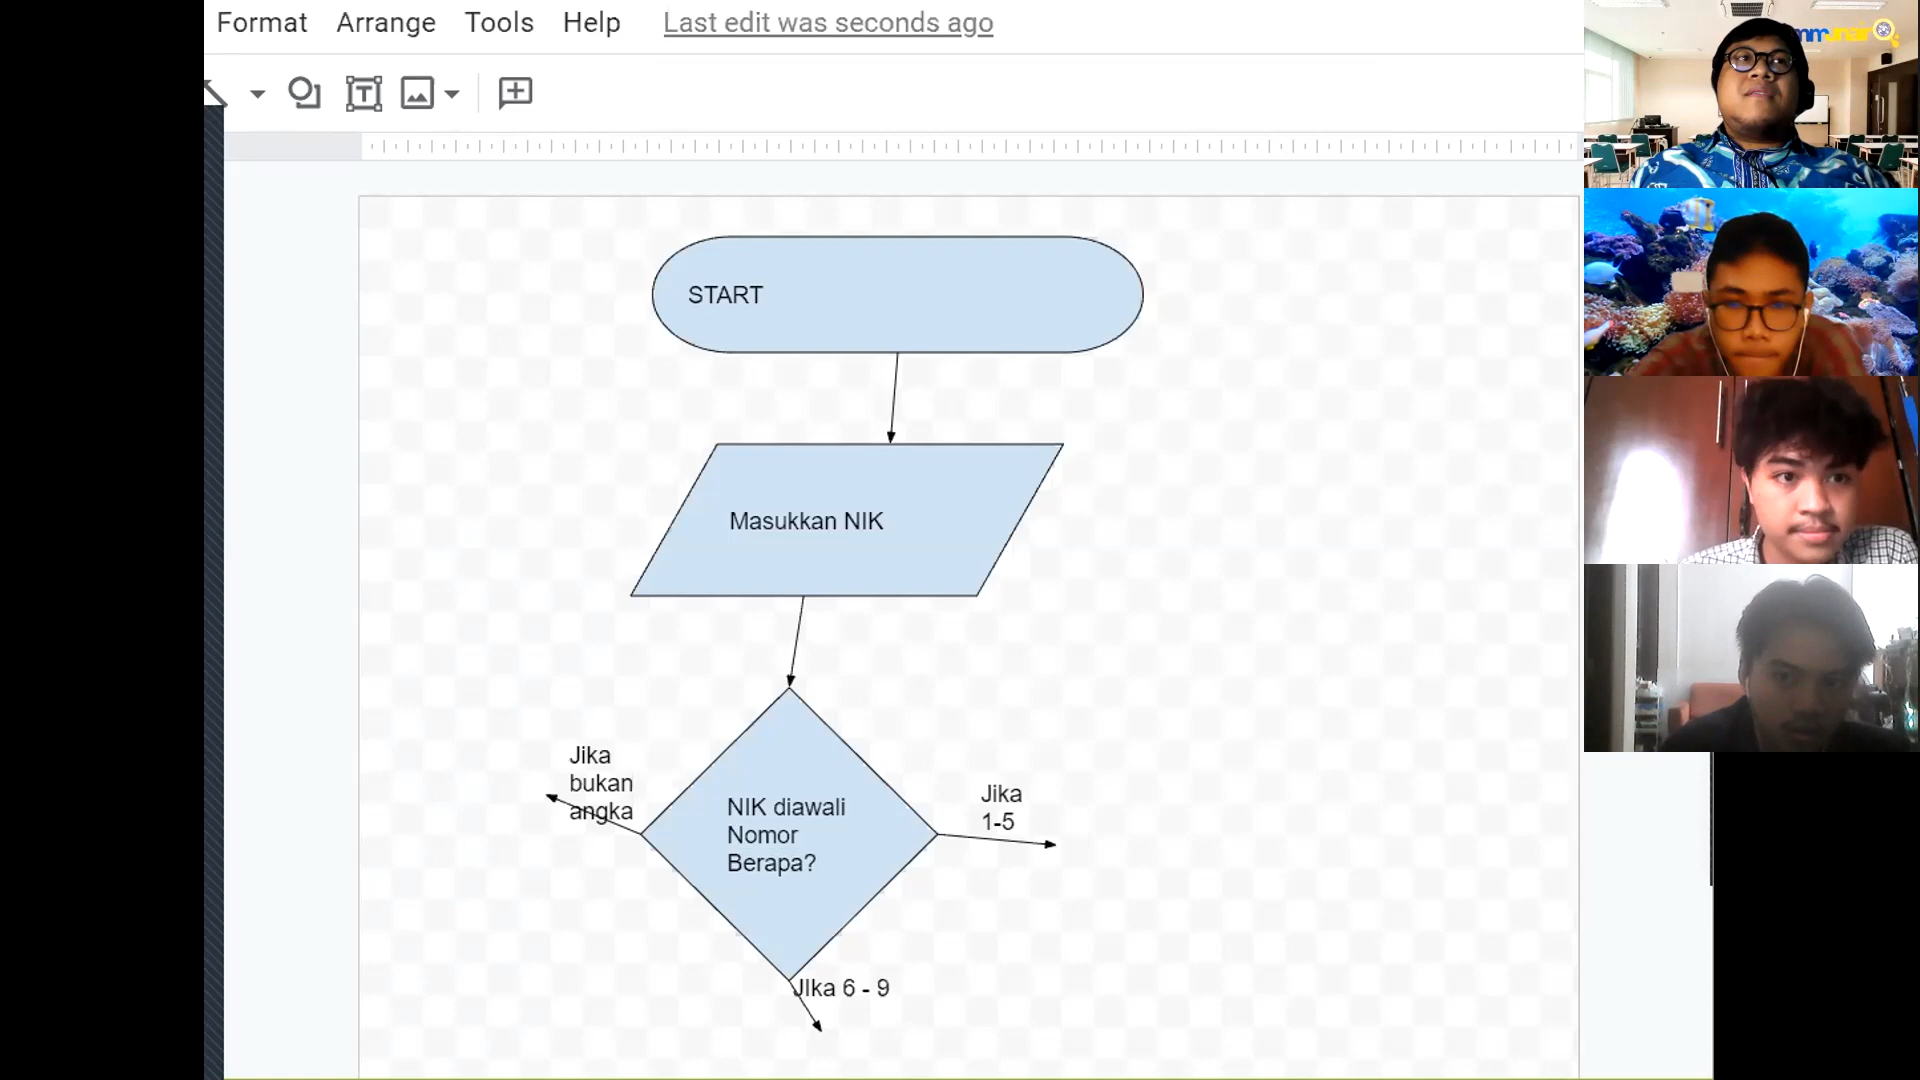 Format Arrange Tools Help Last edit was seconds ago
START
Masukkan NIK
Jika
bukan
angka
NIK diawali
Nomor
Berapa?
Jika
1-5
JIka 6 - 9